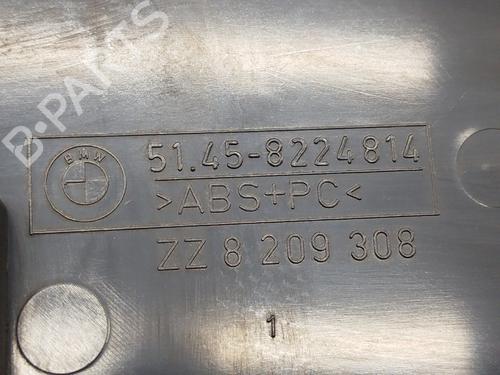 B-PARTS
BMW
51.45-8224814
>ABS+PC<
ZZ 8 209 308
1